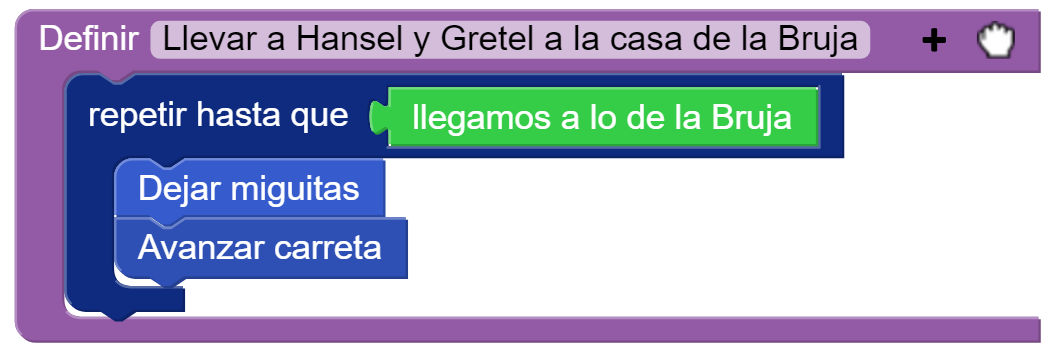 Definir Llevar a Hansel y Gretel a la casa de la Bruja +
repetir hasta que llegamos a lo de la Bruja
Dejar miguitas
Avanzar carreta